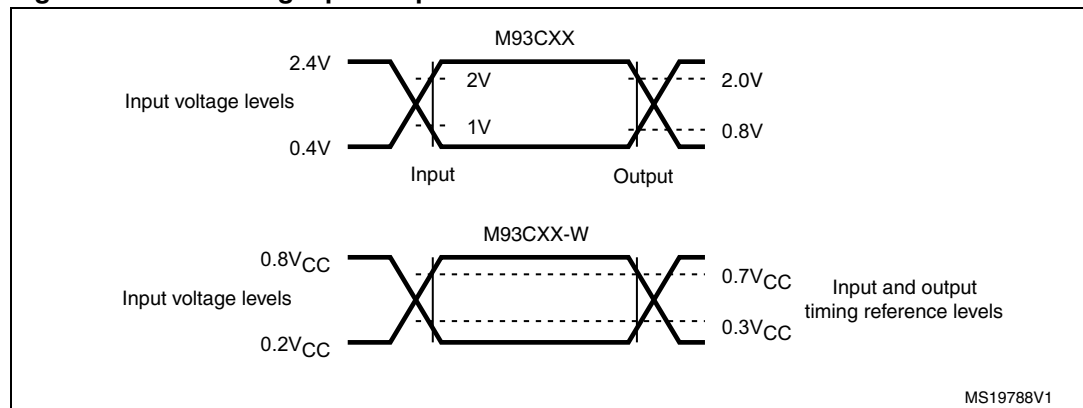 M93CXX
2.4V
2V
2.0V
Input voltage levels
1V
0.8V
0.4V
Input
Output
M93CXX-W
0.8VCC
0.7VCC
Input voltage levels
Input and output
timing reference levels
0.3VCC
0.2VCC
MS19788V1